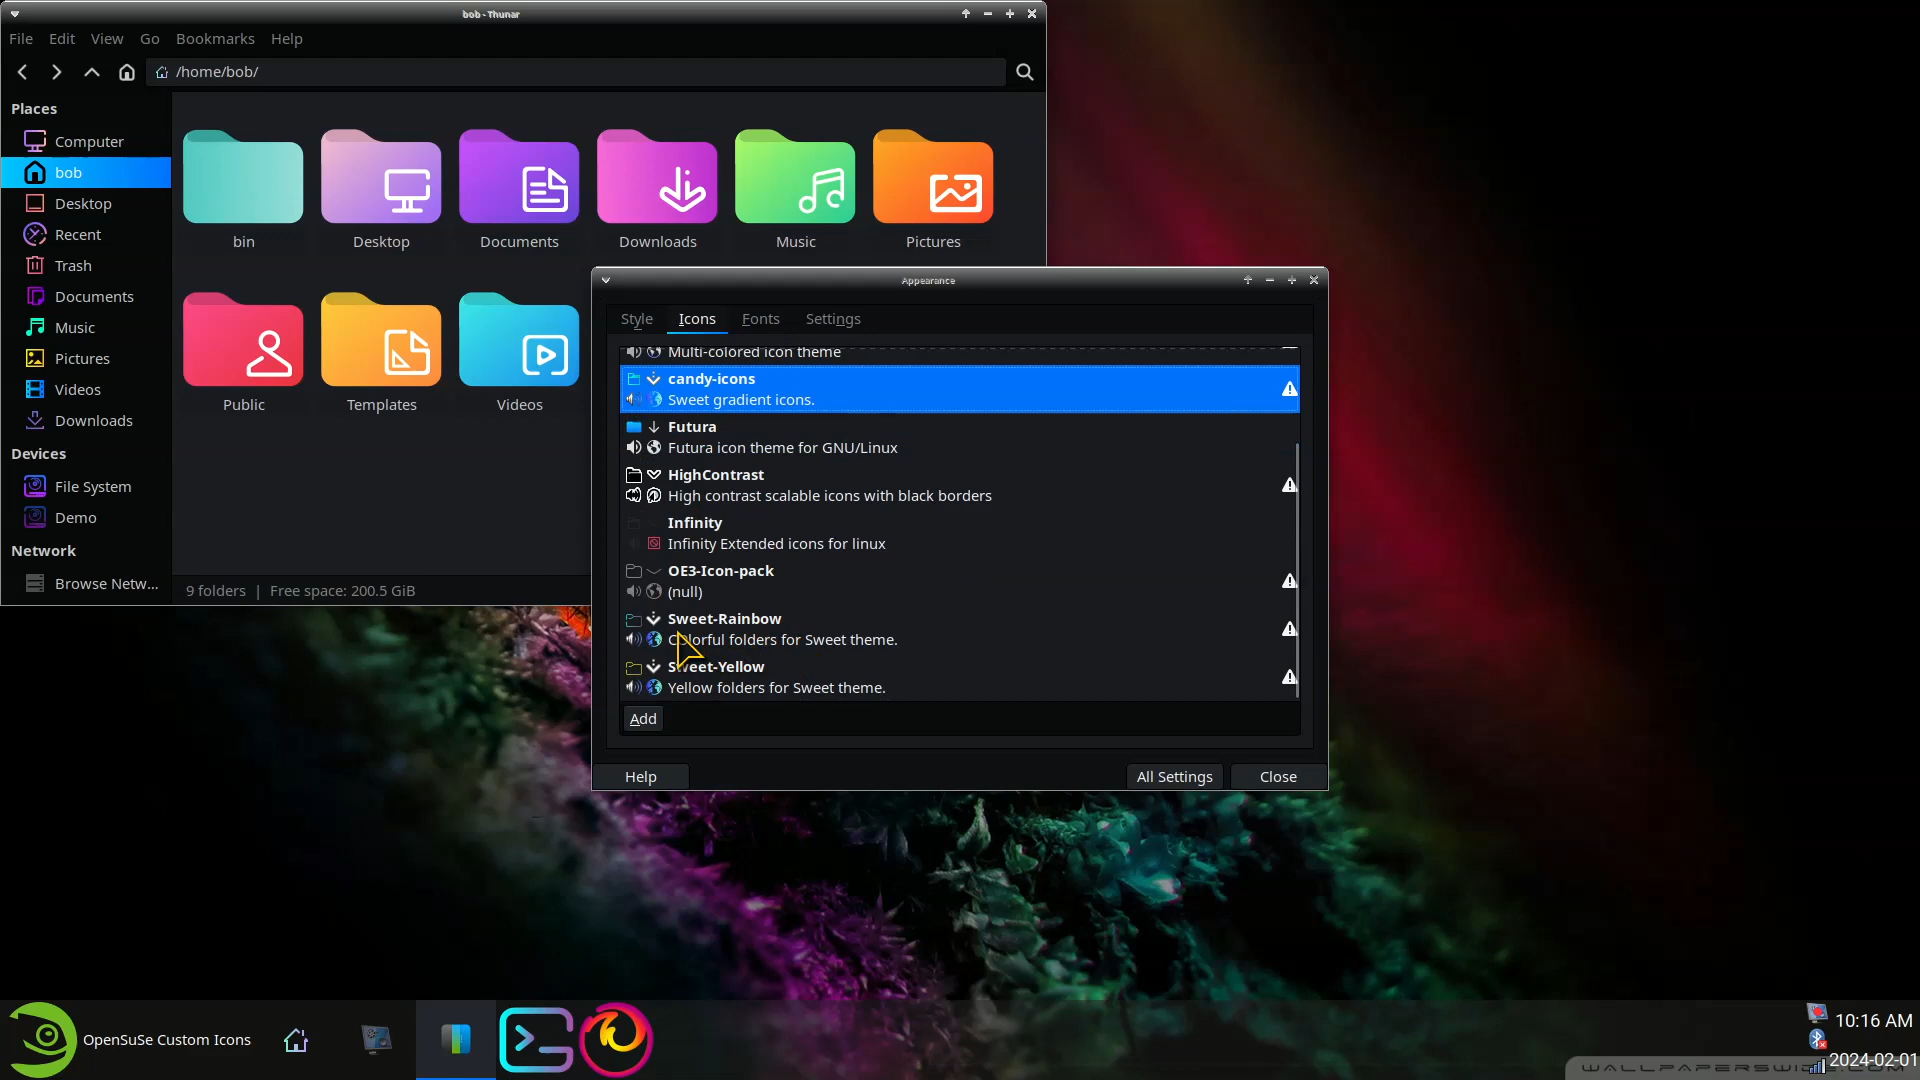 bob - Thunar
File Edit View Go Bookmarks Help
/home/bob/
Places
Computer
bob
Desktop
Recent
Trash
Documents
Music
Pictures
Videos
Downloads
Devices
File System
Demo
Network
Browse Netw...
bin
Desktop
Documents
Downloads
Music
Pictures
Public
Templates
Videos
9 folders | Free space: 200.5 GiB
Appearance
Style Icons Fonts Settings
Multi-colored icon theme
candy-icons
Sweet gradient icons.
Futura
Futura icon theme for GNU/Linux
HighContrast
High contrast scalable icons with black borders
Infinity
Infinity Extended icons for linux
OE3-Icon-pack
(null)
Sweet-Rainbow
Colorful folders for Sweet theme.
Sweet-Yellow
Yellow folders for Sweet theme.
Add
Help
All Settings
Close
OpenSuSe Custom Icons
10:16 AM
2024-02-01